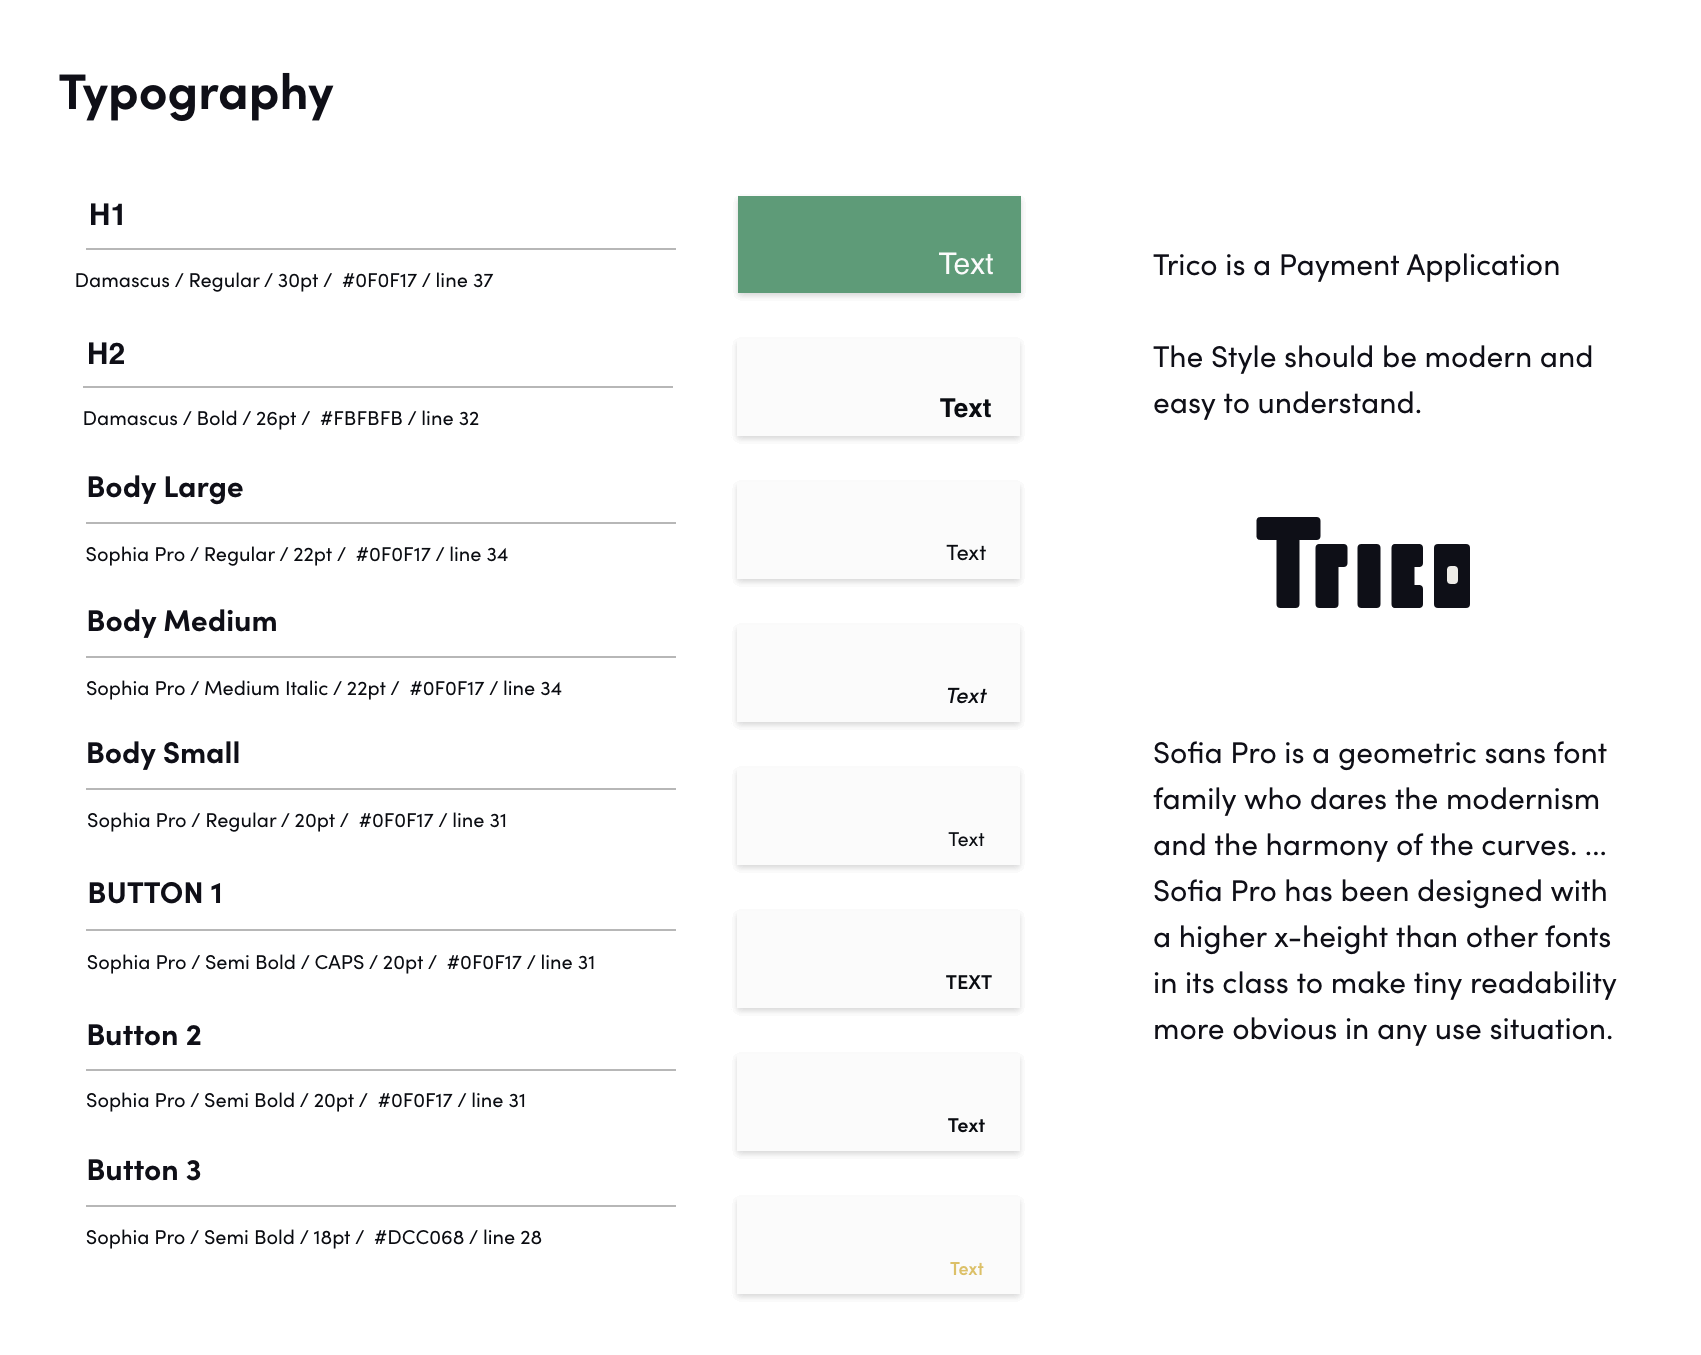 Typography
H1
Damascus / Regular / 30pt /  #0F0F17 / line 37
Text
H2
Damascus / Bold / 26pt /  #FBFBFB / line 32
Text
Body Large
Sophia Pro / Regular / 22pt /  #0F0F17 / line 34
Text
Body Medium
Sophia Pro / Medium Italic / 22pt /  #0F0F17 / line 34
Text
Body Small
Sophia Pro / Regular / 20pt /  #0F0F17 / line 31
Text
BUTTON 1
Sophia Pro / Semi Bold / CAPS / 20pt /  #0F0F17 / line 31
TEXT
Button 2
Sophia Pro / Semi Bold / 20pt /  #0F0F17 / line 31
Text
Button 3
Sophia Pro / Semi Bold / 18pt /  #DCC068 / line 28
Text
Trico is a Payment Application
The Style should be modern and
easy to understand.
Trico
Sofia Pro is a geometric sans font
family who dares the modernism
and the harmony of the curves. ...
Sofia Pro has been designed with
a higher x-height than other fonts
in its class to make tiny readability
more obvious in any use situation.